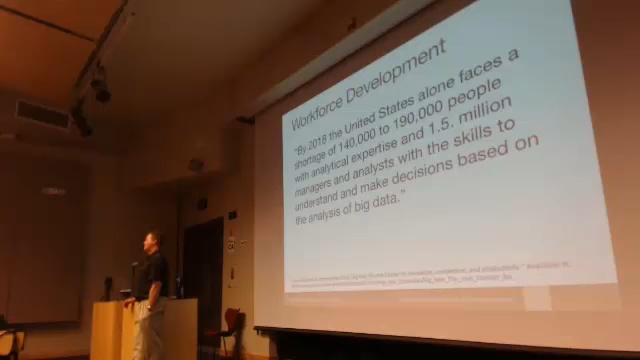 Workforce Development
"By 2018 the United States alone faces a
shortage of 140,000 to 190,000 people
with analytical expertise and 1.5. million
managers and analysts with the skills to
understand and make decisions based on
the analysis of big data."